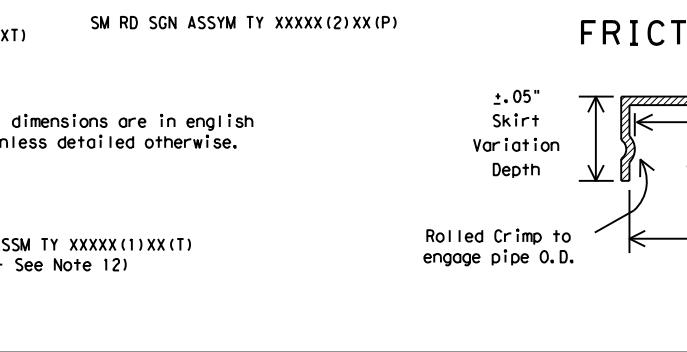 XT)
SM RD SGN ASSYM TY XXXXX(2)XX(P)
FRICT
dimensions are in english
nless detailed otherwise.
±.05"
Skirt
Variation
Depth
SSM TY XXXXX(1)XX(T)
- See Note 12)
Rolled Crimp to
engage pipe O.D.